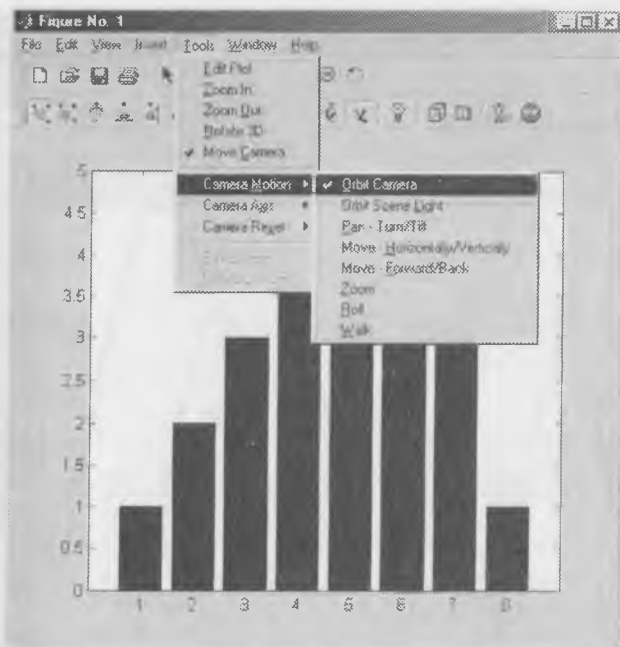 Figure No. 1
File Edit View Insert Tools Window Help
Edit Plot
Zoom In
Zoom Out
Rotate 3D
Move Camera
Camera Motion
Camera Axis
Camera Reset
Orbit Camera
Orbit Scene Light
Pan - Turn/Tilt
Move - Horizontally/Vertically
Move - Forward/Back
Zoom
Roll
Walk
5
4.5
4
3.5
3
2.5
2
1.5
1
0.5
0
1 2 3 4 5 6 7 8